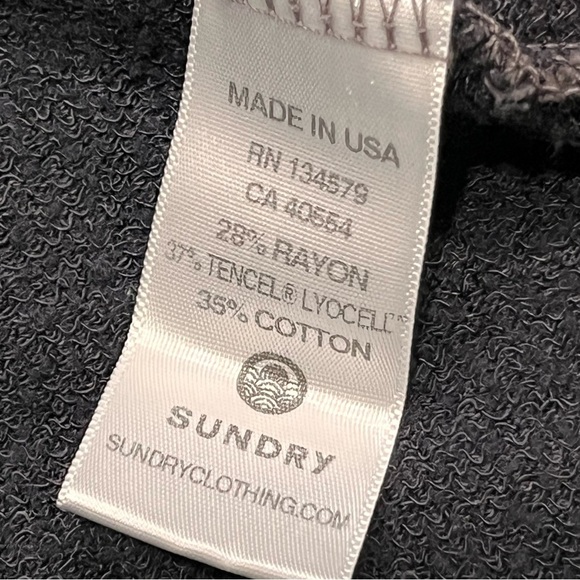 MADE IN USA
RN 134579
CA 40554
28% RAYON
37% TENCEL® LYOCELL™
35% COTTON
SUNDRY
SUNDRYCLOTHING.COM